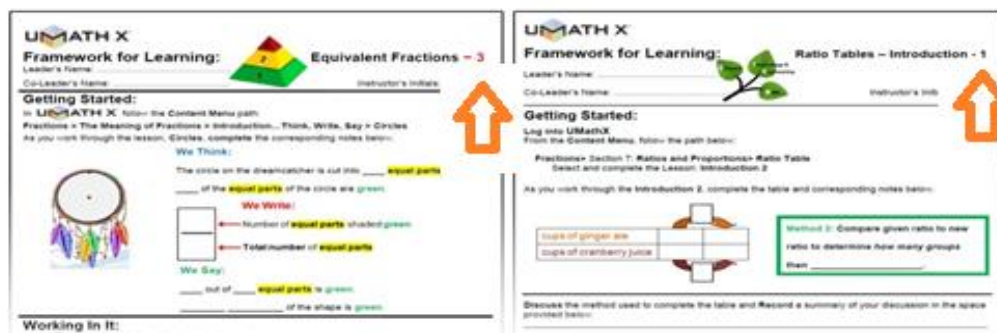 UMATH X
Framework for Learning:
Equivalent Fractions – 3
Leader's Name:
Co-Leader's Name:
Instructor's Initials:
Getting Started:
In UMATH X follow the Content Menu path:
Fractions > The Meaning of Fractions > Introduction... Think, Write, Say > Circles
As you work through the lesson, Circles, complete the corresponding notes below:
We Think:
The circle on the dreamcatcher is cut into ____ equal parts
____ of the equal parts of the circle are green
We Write:
Number of equal parts shaded green
Total number of equal parts
We Say:
____ out of ____ equal parts is green
____ of the shape is green
Working In It:
UMATH X
Framework for Learning:
Ratio Tables – Introduction - 1
Leader's Name:
Co-Leader's Name:
Instructor's Initi
Getting Started:
Log into UMathX
From the Content Menu, follow the path below:
Fractions> Section 7: Ratios and Proportions> Ratio Table
Select and complete the Lesson: Introduction 2
As you work through the Introduction 2, complete the table and corresponding notes below:
cups of ginger ale
cups of cranberry juice
Method 2: Compare given ratio to new
ratio to determine how many groups
then ____.
Discuss the method used to complete the table and Record a summary of your discussion in the space
provided below: